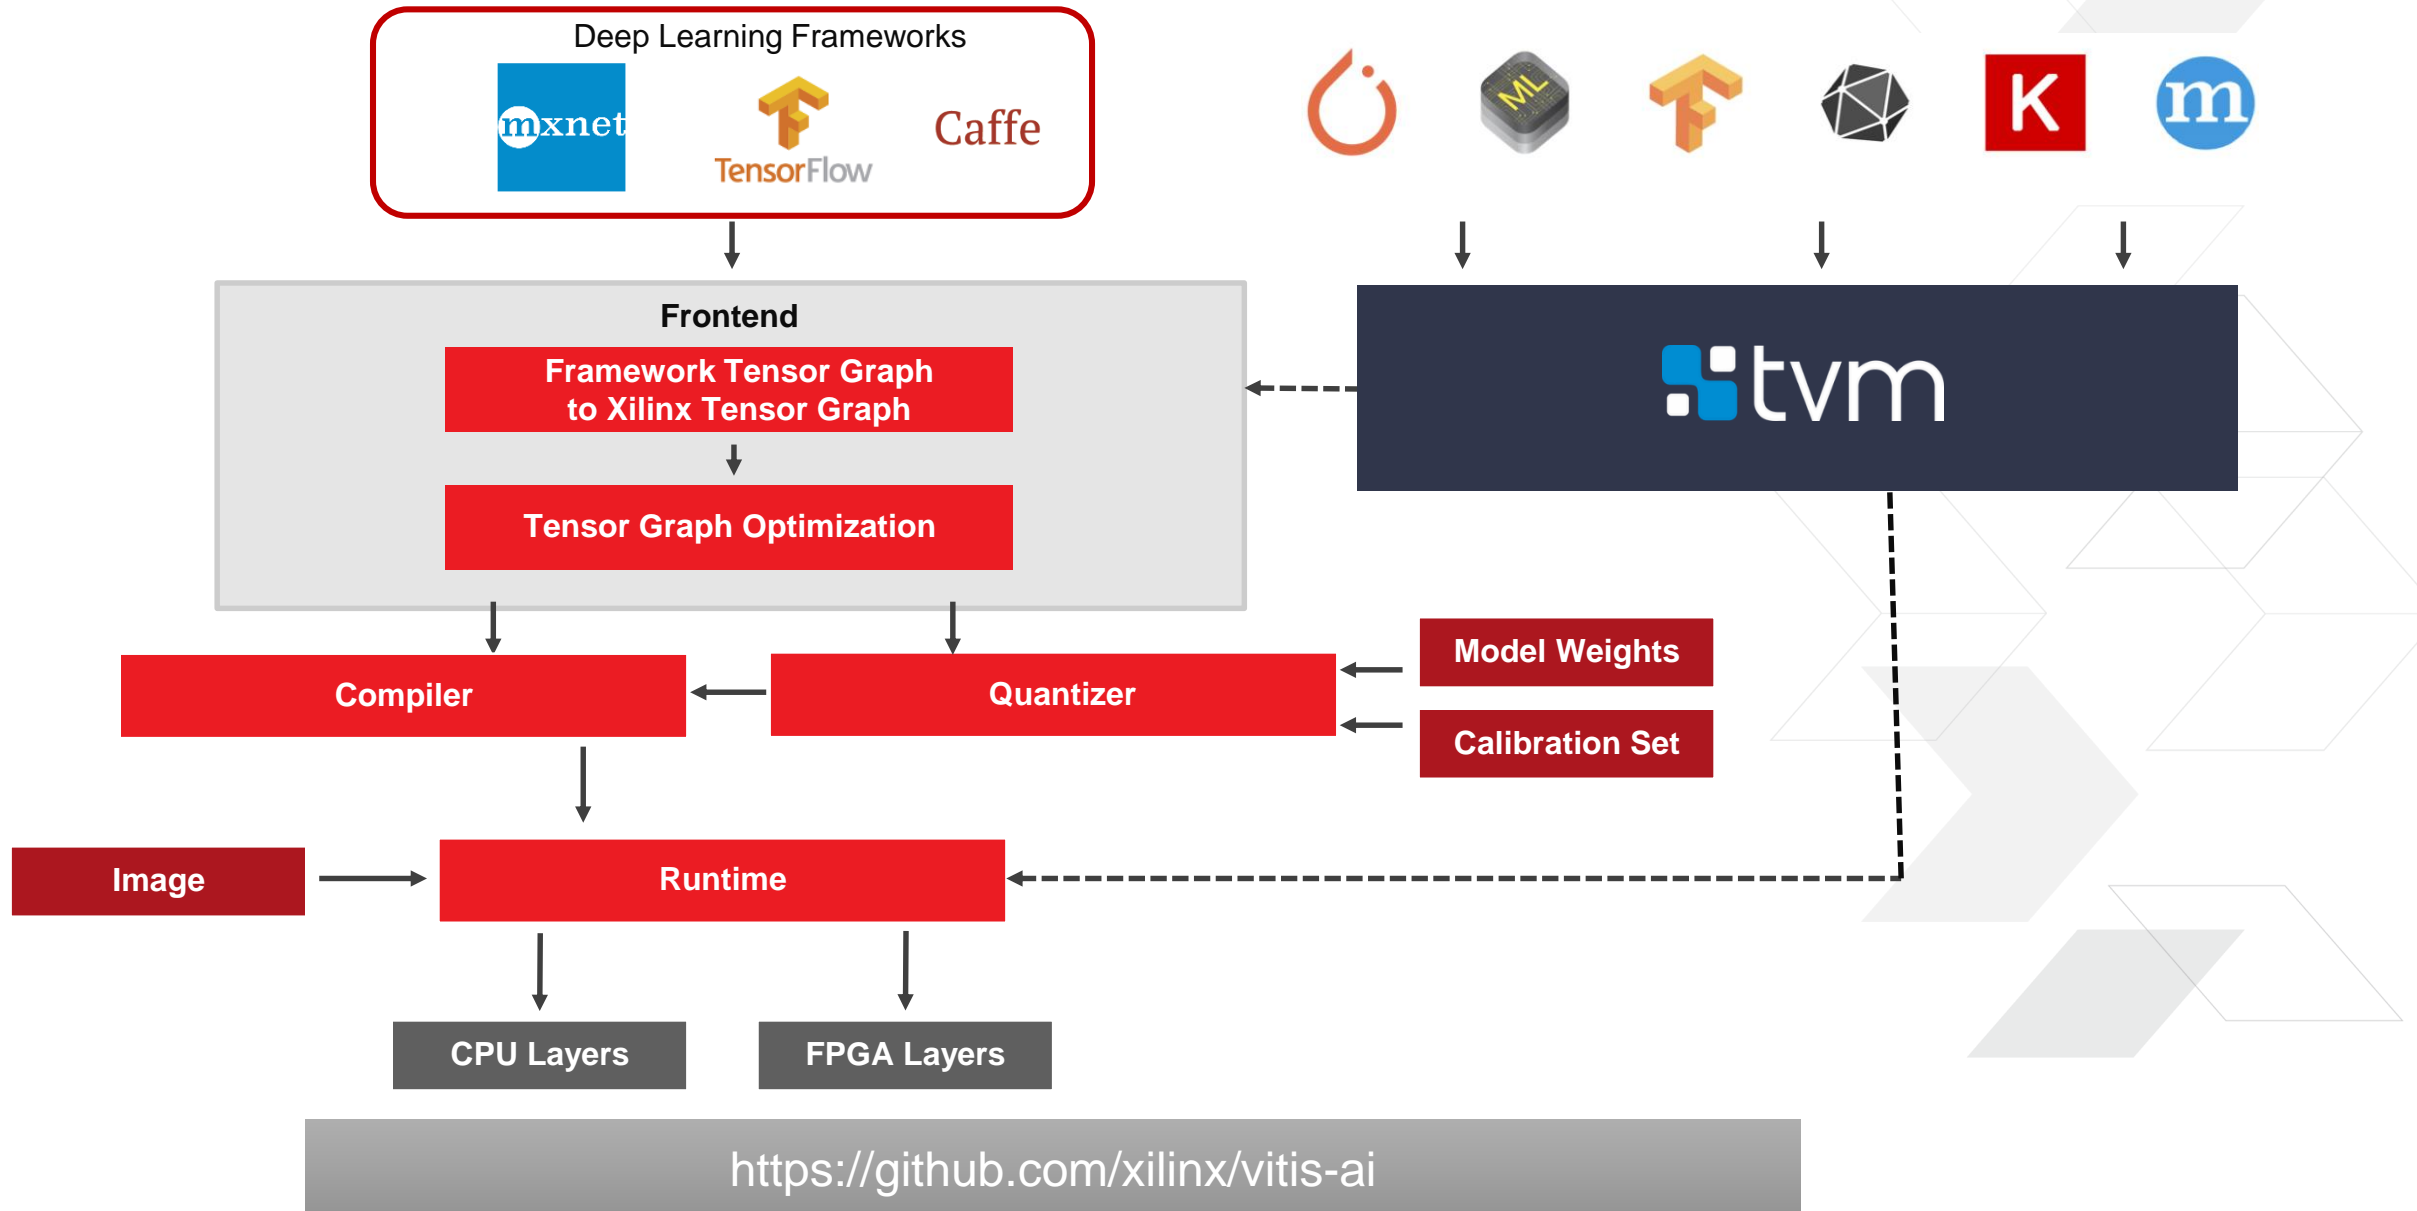 Deep Learning Frameworks
mxnet
TensorFlow
Caffe
ML
K
m
Frontend
Framework Tensor Graph
to Xilinx Tensor Graph
tvm
Tensor Graph Optimization
Model Weights
Compiler
Quantizer
Calibration Set
Image
Runtime
CPU Layers
FPGA Layers
https://github.com/xilinx/vitis-ai